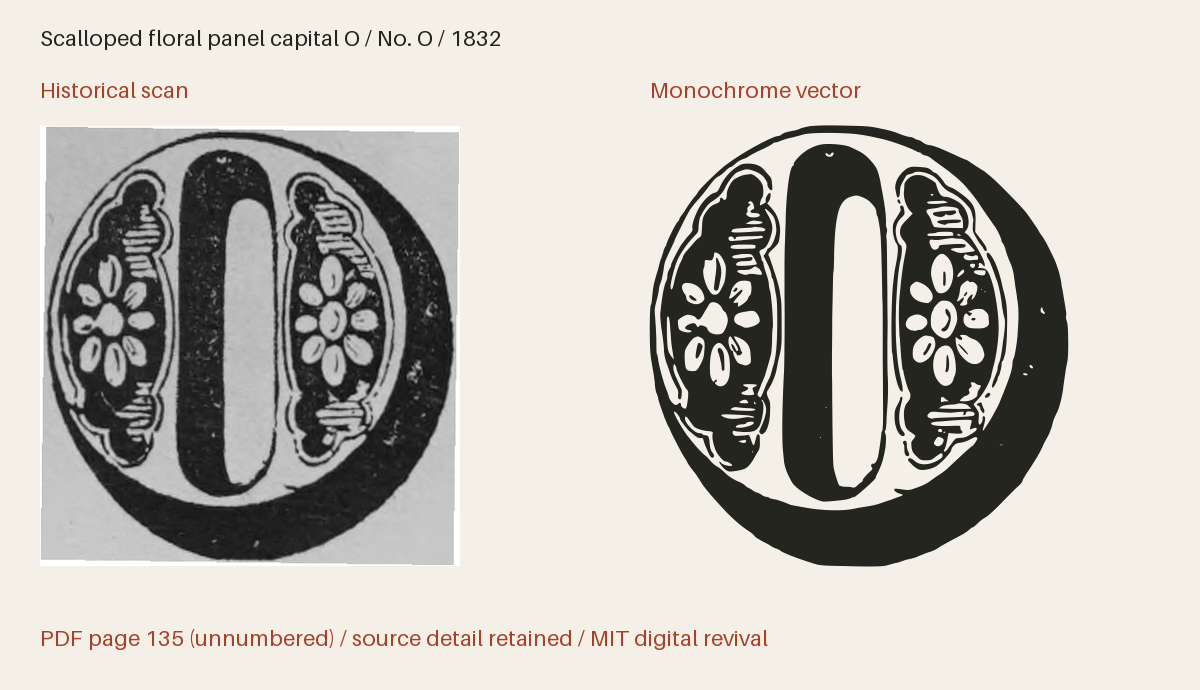 Scalloped floral panel capital O / No. O / 1832
Historical scan
Monochrome vector
O
O
PDF page 135 (unnumbered) / source detail retained / MIT digital revival